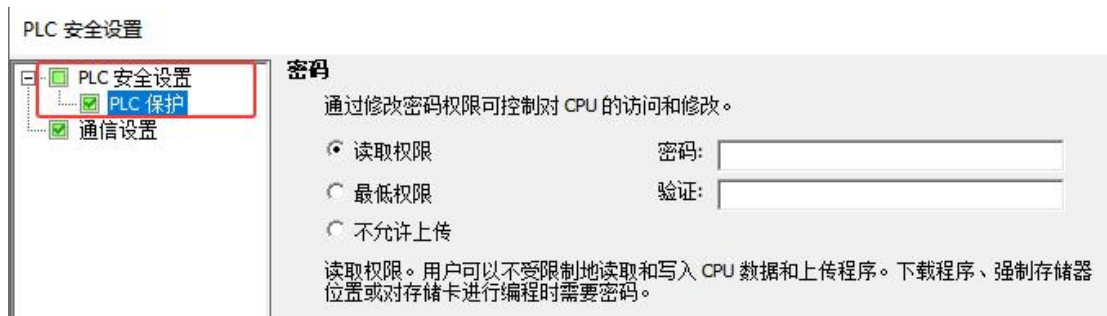 PLC 安全设置
PLC 安全设置
PLC 保护
通信设置
密码
通过修改密码权限可控制对 CPU 的访问和修改。
读取权限 密码:
最低权限 验证:
不允许上传
读取权限。用户可以不受限制地读取和写入 CPU 数据和上传程序。下载程序、强制存储器
位置或对存储卡进行编程时需要密码。